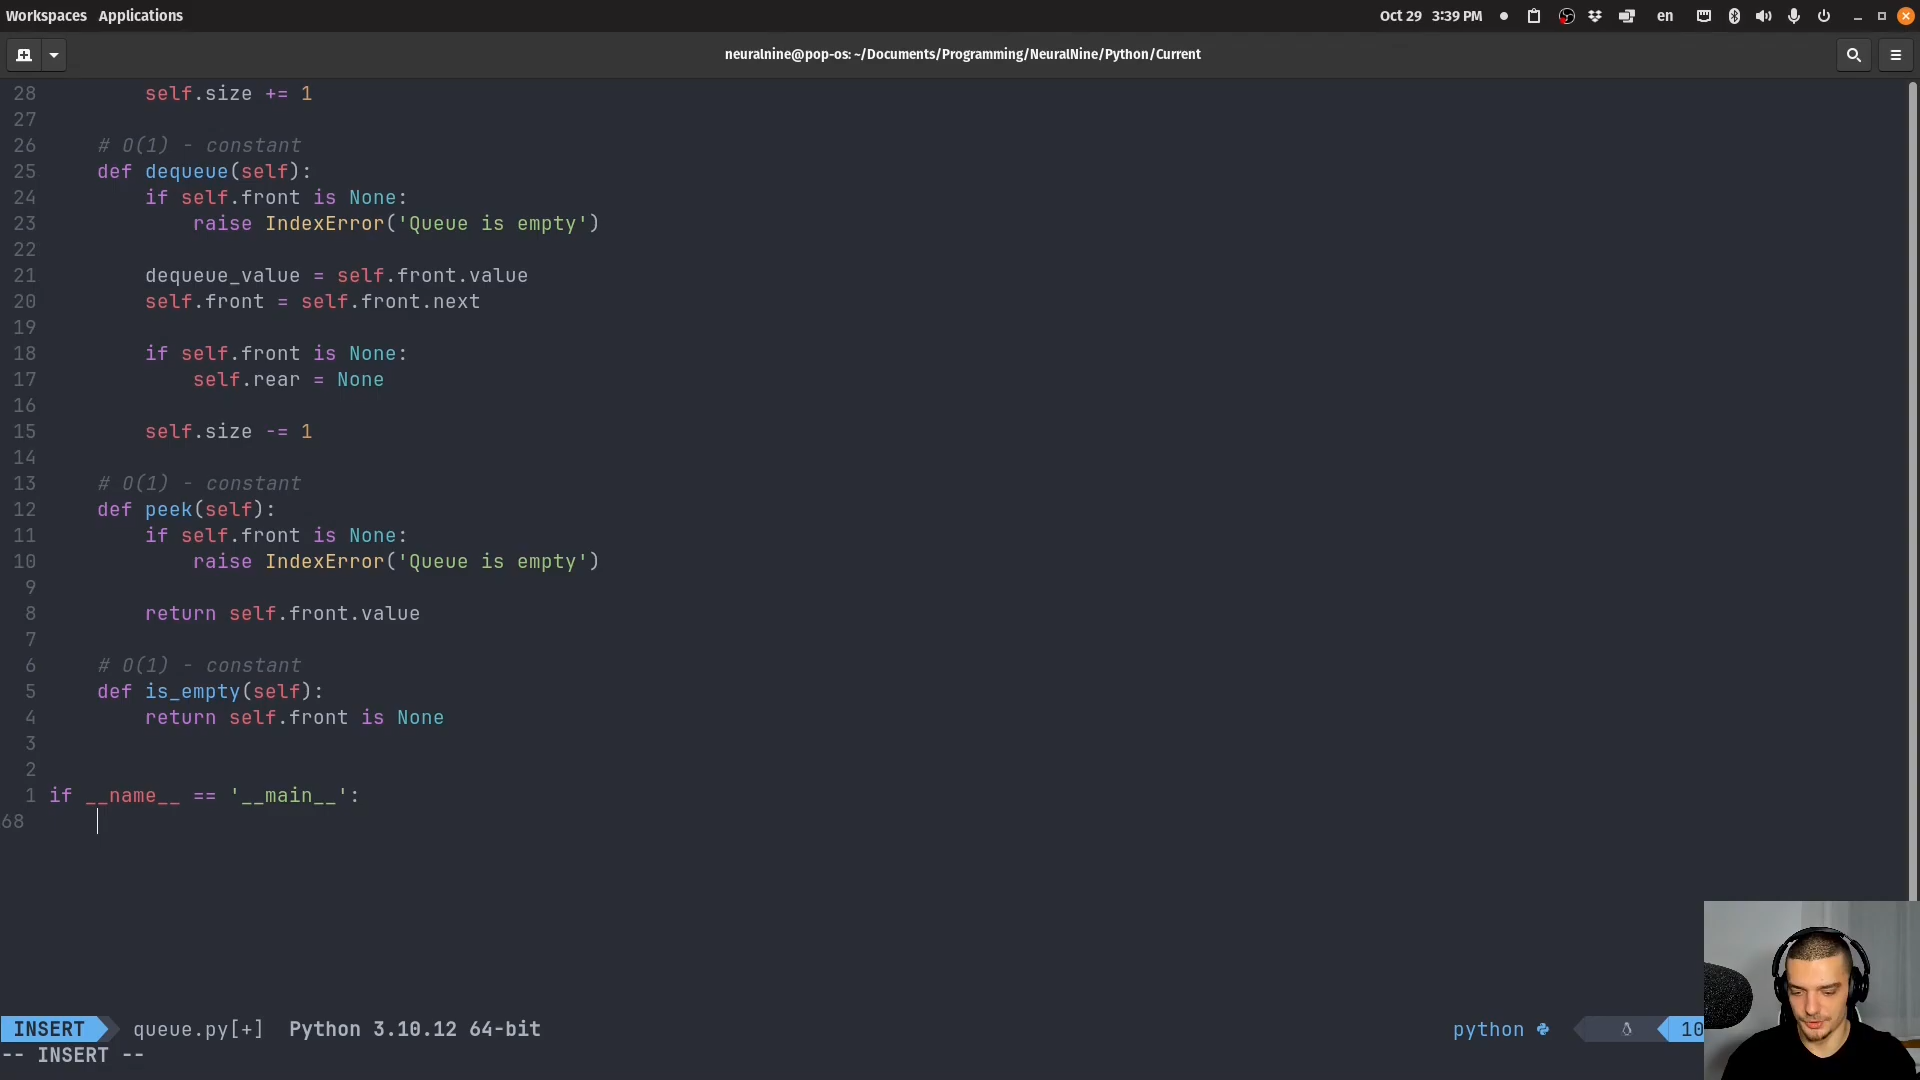 Workspaces Applications
Oct 29 3:39 PM
en
neuralnine@pop-os: ~/Documents/Programming/NeuralNine/Python/Current
28 self.size += 1
27
26 # O(1) - constant
25 def dequeue(self):
24 if self.front is None:
23 raise IndexError('Queue is empty')
22
21 dequeue_value = self.front.value
20 self.front = self.front.next
19
18 if self.front is None:
17 self.rear = None
16
15 self.size -= 1
14
13 # O(1) - constant
12 def peek(self):
11 if self.front is None:
10 raise IndexError('Queue is empty')
9
8 return self.front.value
7
6 # O(1) - constant
5 def is_empty(self):
4 return self.front is None
3
2
1 if __name__ == '__main__':
68
INSERT queue.py[+] Python 3.10.12 64-bit python 10
-- INSERT --